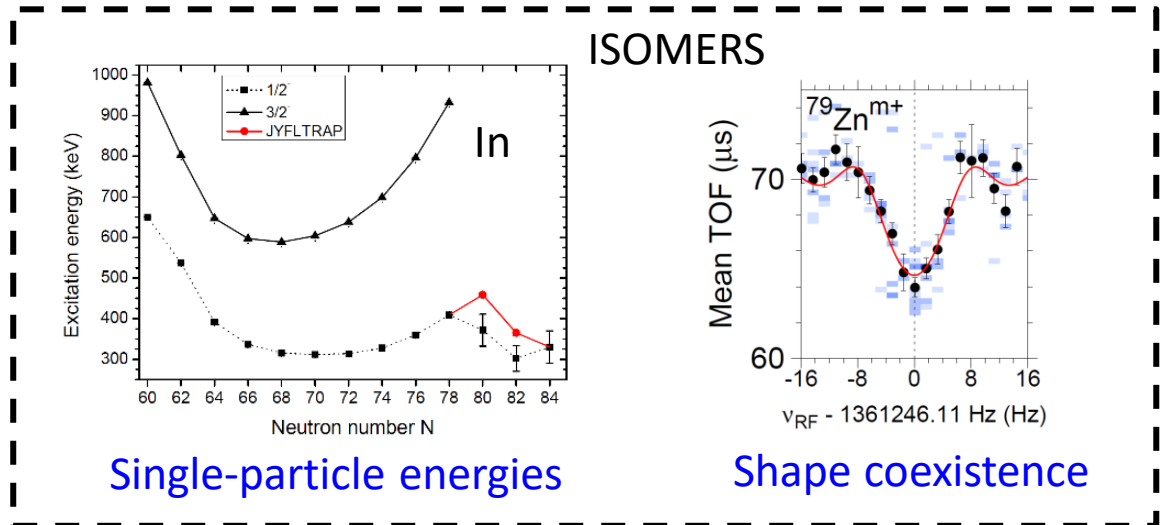 ISOMERS
1/2⁻
3/2⁻
JYFLTRAP
In
Excitation energy (keV)
1000
900
800
700
600
500
400
300
60 62 64 66 68 70 72 74 76 78 80 82 84
Neutron number N
Single-particle energies
⁷⁹Znᵐ⁺
Mean TOF (μs)
70
60
-16 -8 0 8 16
νRF - 1361246.11 Hz (Hz)
Shape coexistence